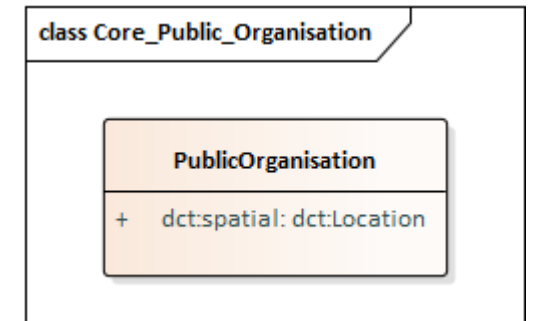 class Core_Public_Organisation
PublicOrganisation
+ dct:spatial: dct:Location